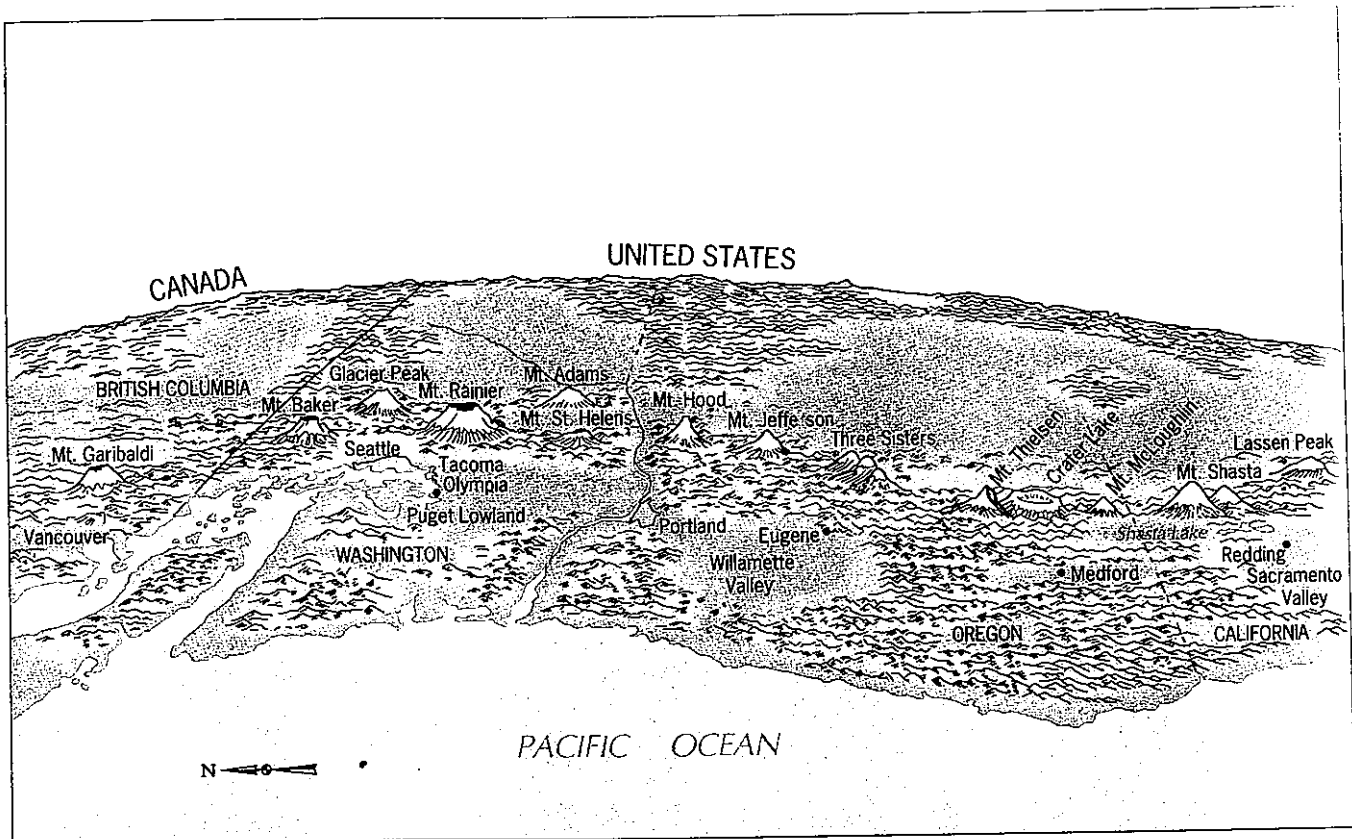 UNITED STATES
CANADA
BRITISH COLUMBIA
Glacier Peak
Mt. Adams
Mt. Rainier
Mt. Baker
Mt. St. Helens
Mt. Hood
Mt. Jefferson
Three Sisters
Mt. Thielsen
Crater Lake
Mt. McLoughlin
Lassen Peak
Mt. Garibaldi
Seattle
Tacoma
Olympia
Mt. Shasta
Puget Lowland
Portland
Vancouver
Eugene
Shasta Lake
WASHINGTON
Willamette
Valley
Medford
Redding
Sacramento
Valley
OREGON
CALIFORNIA
PACIFIC OCEAN
N